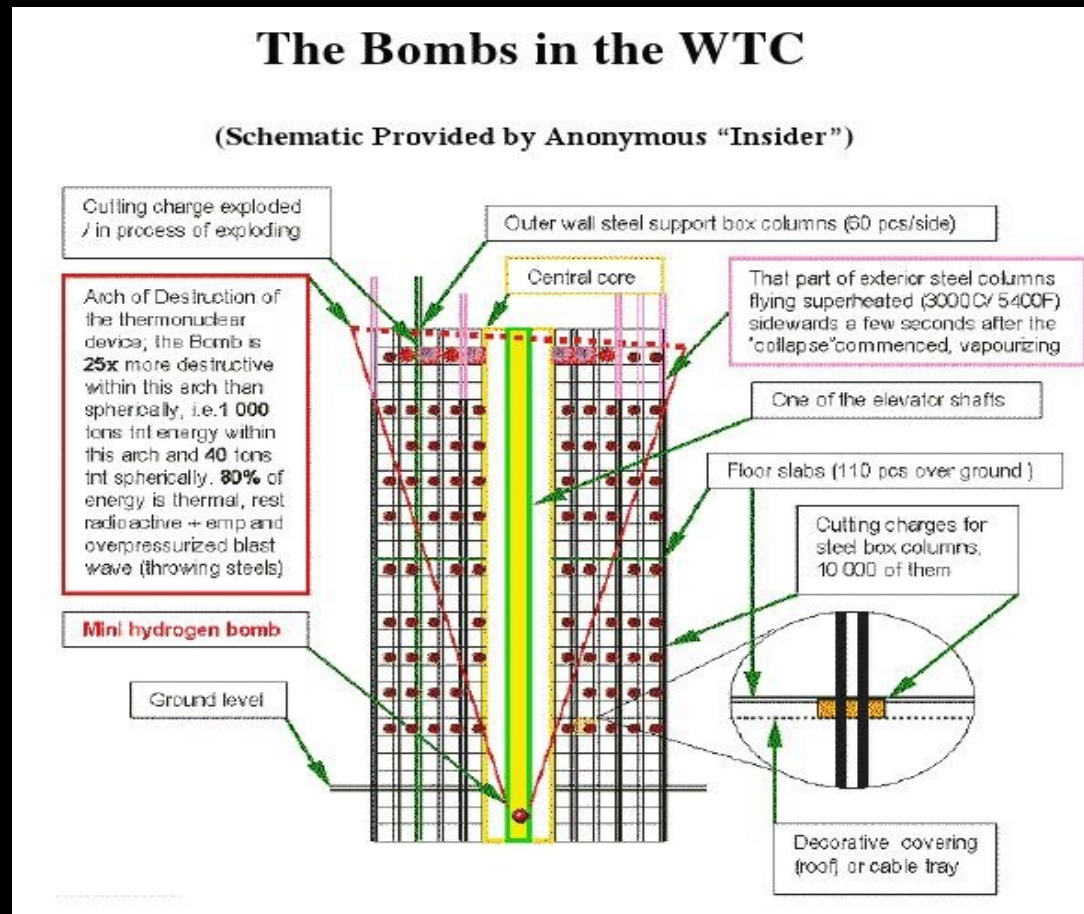 The Bombs in the WTC
(Schematic Provided by Anonymous “Insider”)
Cutting charge exploded
/ in process of exploding
Outer wall steel support box columns (60 pcs/side)
Central core
That part of exterior steel columns
flying superheated (3000C/ 5400F)
sidewards a few seconds after the
"collapse"commenced, vapourizing
Arch of Destruction of
the thermonuclear
device; the Bomb is
25x more destructive
within this arch than
spherically, i.e.1 000
tons tnt energy within
this arch and 40 tons
tnt spherically. 80% of
energy is thermal, rest
radioactive + emp and
overpressurized blast
wave (throwing steels)
One of the elevator shafts
Floor slabs (110 pcs over ground )
Cutting charges for
steel box columns,
10 000 of them
Mini hydrogen bomb
Ground level
Decorative covering
(roof) or cable tray